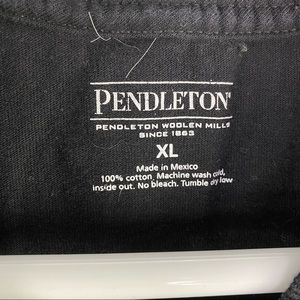 PENDLETON
PENDLETON WOOLEN MILLS
SINCE 1863
XL
Made in Mexico
100% cotton. Machine wash cold,
inside out. No bleach. Tumble dry low.